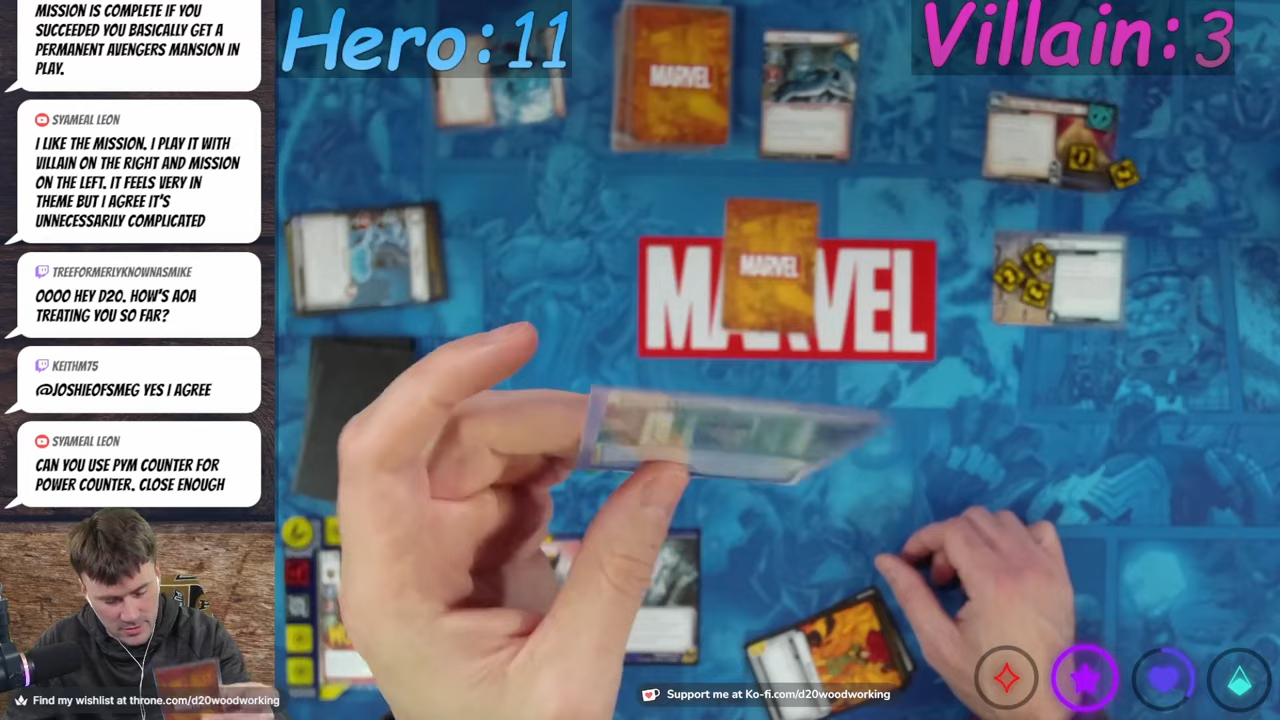 MISSION IS COMPLETE IF YOU
SUCCEEDED YOU BASICALLY GET A
PERMANENT AVENGERS MANSION IN
PLAY.
SYAMEAL LEON
I LIKE THE MISSION. I PLAY IT WITH
VILLAIN ON THE RIGHT AND MISSION
ON THE LEFT. IT FEELS VERY IN
THEME BUT I AGREE IT'S
UNNECESSARILY COMPLICATED
TREEFORMERLYKNOWNASMIKE
OOOO HEY D20. HOW'S AOA
TREATING YOU SO FAR?
KEITHM75
@JOSHIEOFSMEG YES I AGREE
SYAMEAL LEON
CAN YOU USE PYM COUNTER FOR
POWER COUNTER. CLOSE ENOUGH
Find my wishlist at throne.com/d20woodworking
Hero: 11
Villain: 3
MARVEL
MARVEL
MARVEL
Support me at Ko-fi.com/d20woodworking